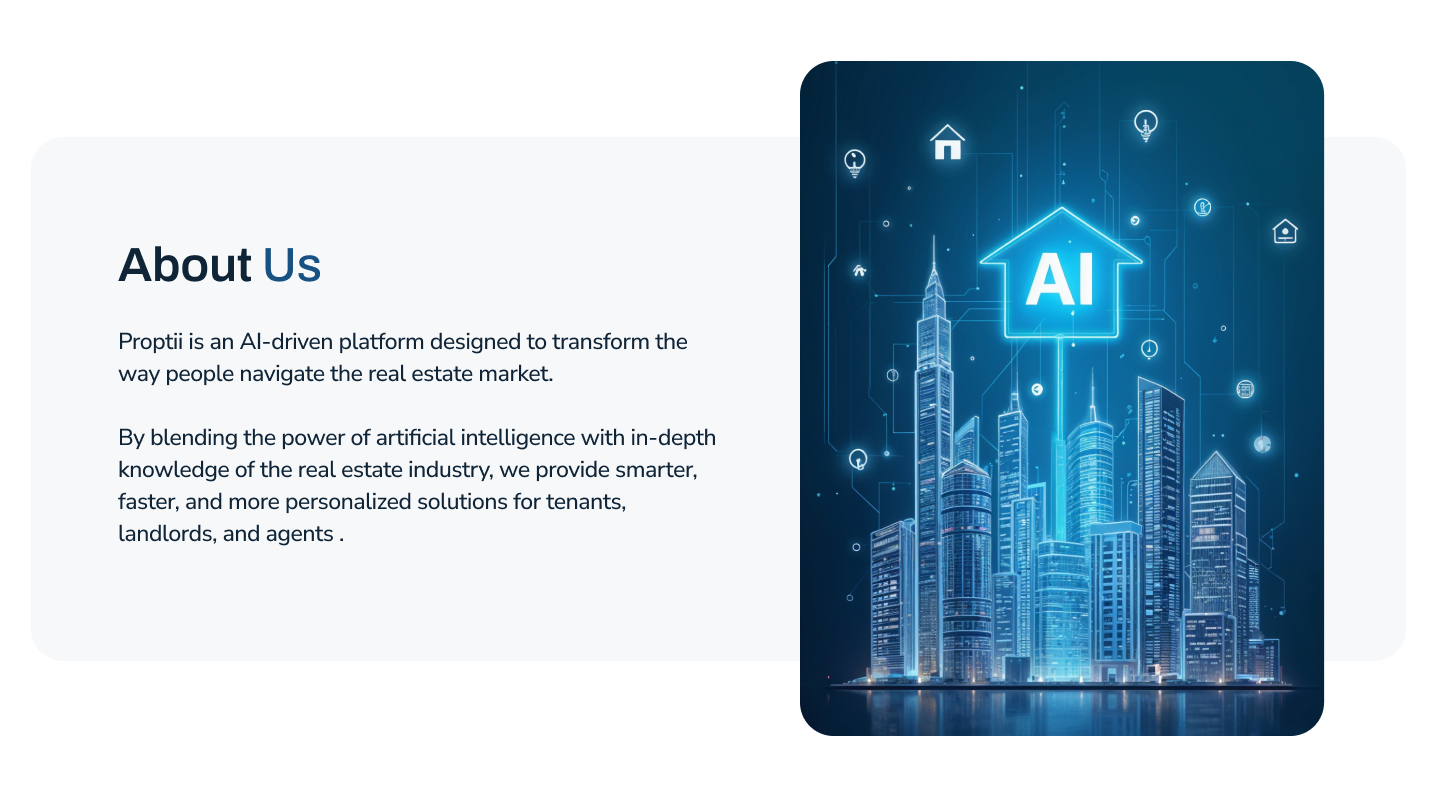 About Us
Proptii is an AI-driven platform designed to transform the
way people navigate the real estate market.
By blending the power of artificial intelligence with in-depth
knowledge of the real estate industry, we provide smarter,
faster, and more personalized solutions for tenants,
landlords, and agents .
AI